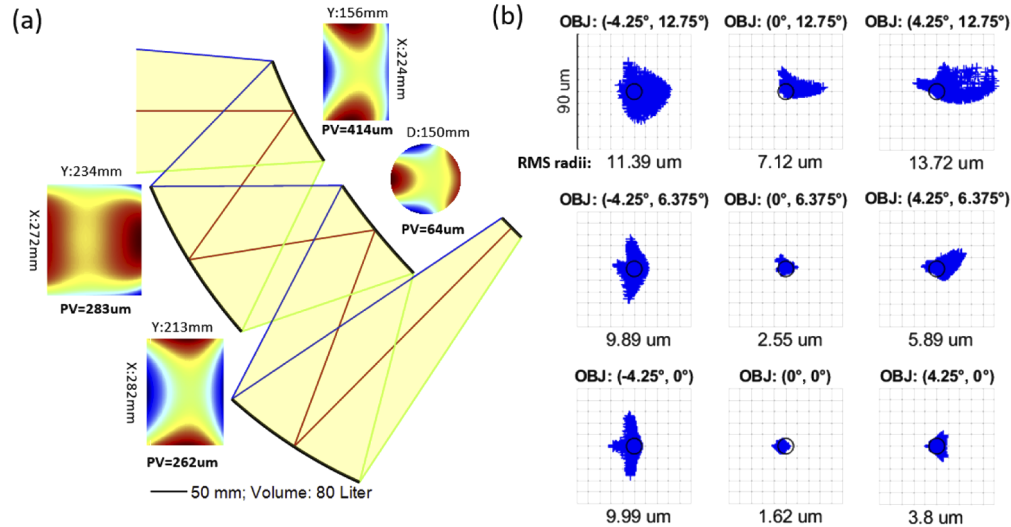 (a)
Y:156mm
X:224mm
PV=414um
D:150mm
PV=64um
Y:234mm
X:272mm
PV=283um
Y:213mm
X:282mm
PV=262um
50 mm; Volume: 80 Liter
(b)
OBJ: (-4.25°, 12.75°) OBJ: (0°, 12.75°) OBJ: (4.25°, 12.75°)
90 um
RMS radii: 11.39 um 7.12 um 13.72 um
OBJ: (-4.25°, 6.375°) OBJ: (0°, 6.375°) OBJ: (4.25°, 6.375°)
9.89 um 2.55 um 5.89 um
OBJ: (-4.25°, 0°) OBJ: (0°, 0°) OBJ: (4.25°, 0°)
9.99 um 1.62 um 3.8 um